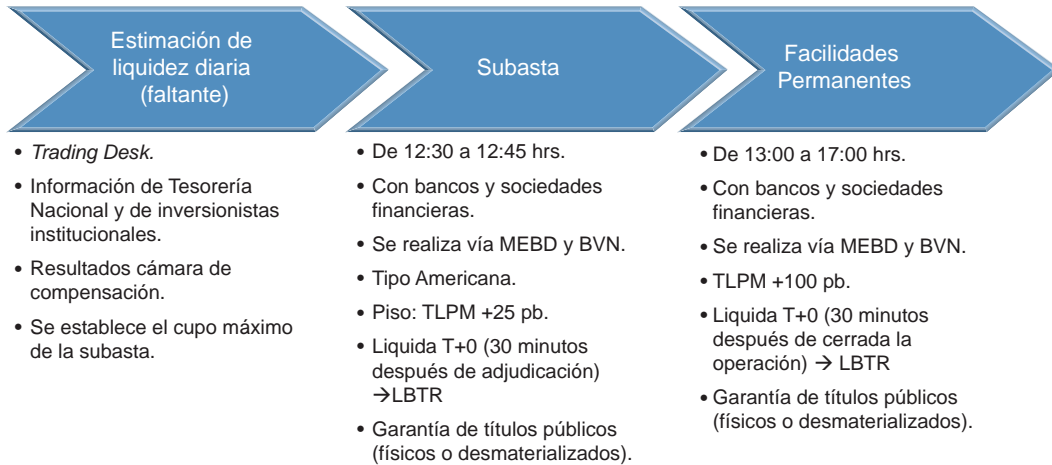 Estimación de
liquidez diaria
(faltante)
• Trading Desk.
• Información de Tesorería
Nacional y de inversionistas
institucionales.
• Resultados cámara de
compensación.
• Se establece el cupo máximo
de la subasta.
Subasta
• De 12:30 a 12:45 hrs.
• Con bancos y sociedades
financieras.
• Se realiza vía MEBD y BVN.
• Tipo Americana.
• Piso: TLPM +25 pb.
• Liquida T+0 (30 minutos
después de adjudicación)
→LBTR
• Garantía de títulos públicos
(físicos o desmaterializados).
Facilidades
Permanentes
• De 13:00 a 17:00 hrs.
• Con bancos y sociedades
financieras.
• Se realiza vía MEBD y BVN.
• TLPM +100 pb.
• Liquida T+0 (30 minutos
después de cerrada la
operación) → LBTR
• Garantía de títulos públicos
(físicos o desmaterializados).